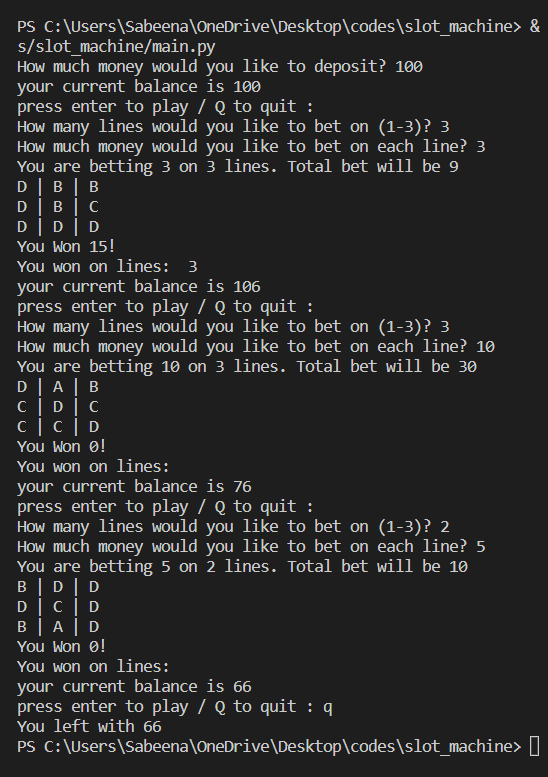 PS C:\Users\Sabeena\OneDrive\Desktop\codes\slot_machine> &
s/slot_machine/main.py
How much money would you like to deposit? 100
your current balance is 100
press enter to play / Q to quit :
How many lines would you like to bet on (1-3)? 3
How much money would you like to bet on each line? 3
You are betting 3 on 3 lines. Total bet will be 9
D | B | B
D | B | C
D | D | D
You Won 15!
You won on lines:  3
your current balance is 106
press enter to play / Q to quit :
How many lines would you like to bet on (1-3)? 3
How much money would you like to bet on each line? 10
You are betting 10 on 3 lines. Total bet will be 30
D | A | B
C | D | C
C | C | D
You Won 0!
You won on lines:
your current balance is 76
press enter to play / Q to quit :
How many lines would you like to bet on (1-3)? 2
How much money would you like to bet on each line? 5
You are betting 5 on 2 lines. Total bet will be 10
B | D | D
D | C | D
B | A | D
You Won 0!
You won on lines:
your current balance is 66
press enter to play / Q to quit : q
You left with 66
PS C:\Users\Sabeena\OneDrive\Desktop\codes\slot_machine>